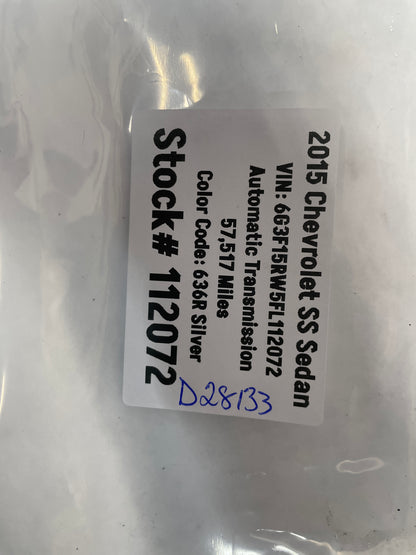 2015 Chevrolet SS Sedan
VIN: 6G3F15RW5FL112072
Automatic Transmission
57,517 Miles
Color Code: 636R Silver
Stock# 112072
D28133